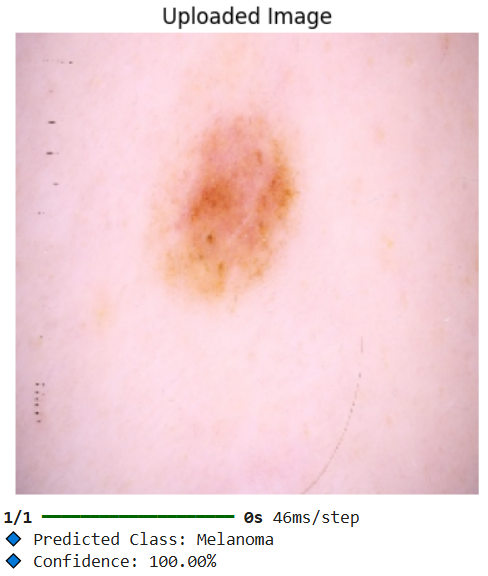 Uploaded Image
1/1 ━━━━━━━━━━━━━━━━━━━━ 0s 46ms/step
🔷 Predicted Class: Melanoma
🔷 Confidence: 100.00%